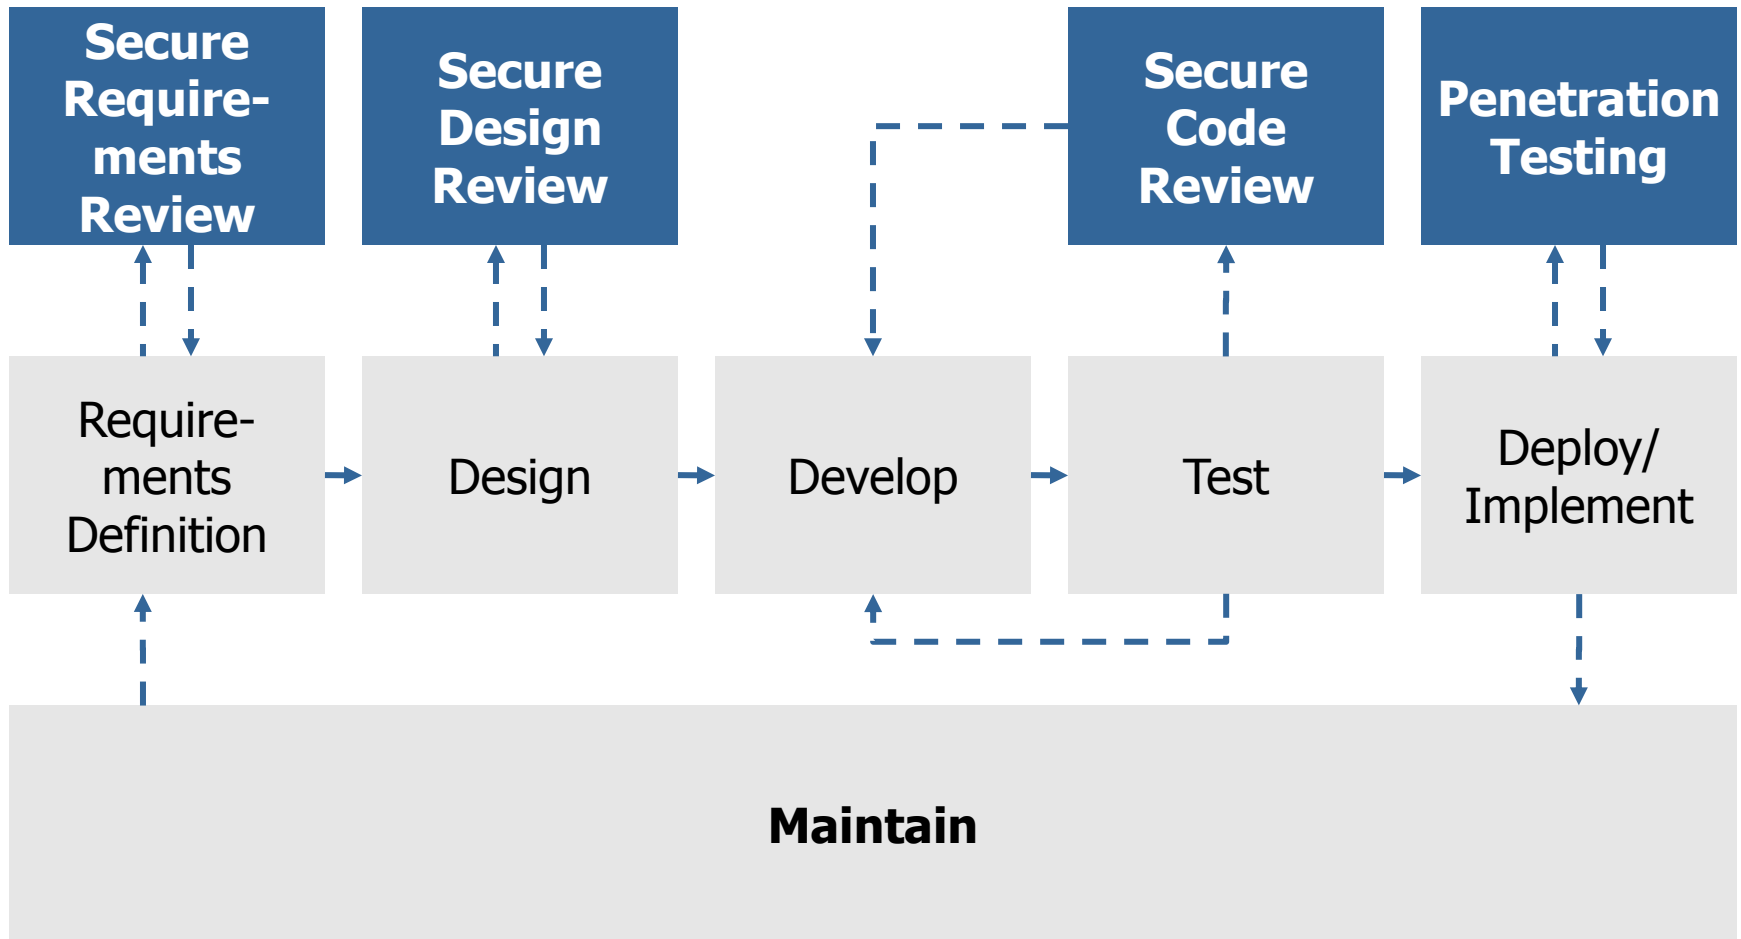 Secure
Require-
ments
Review
Secure
Design
Review
Secure
Code
Review
Penetration
Testing
Require-
ments
Definition
Design
Develop
Test
Deploy/
Implement
Maintain